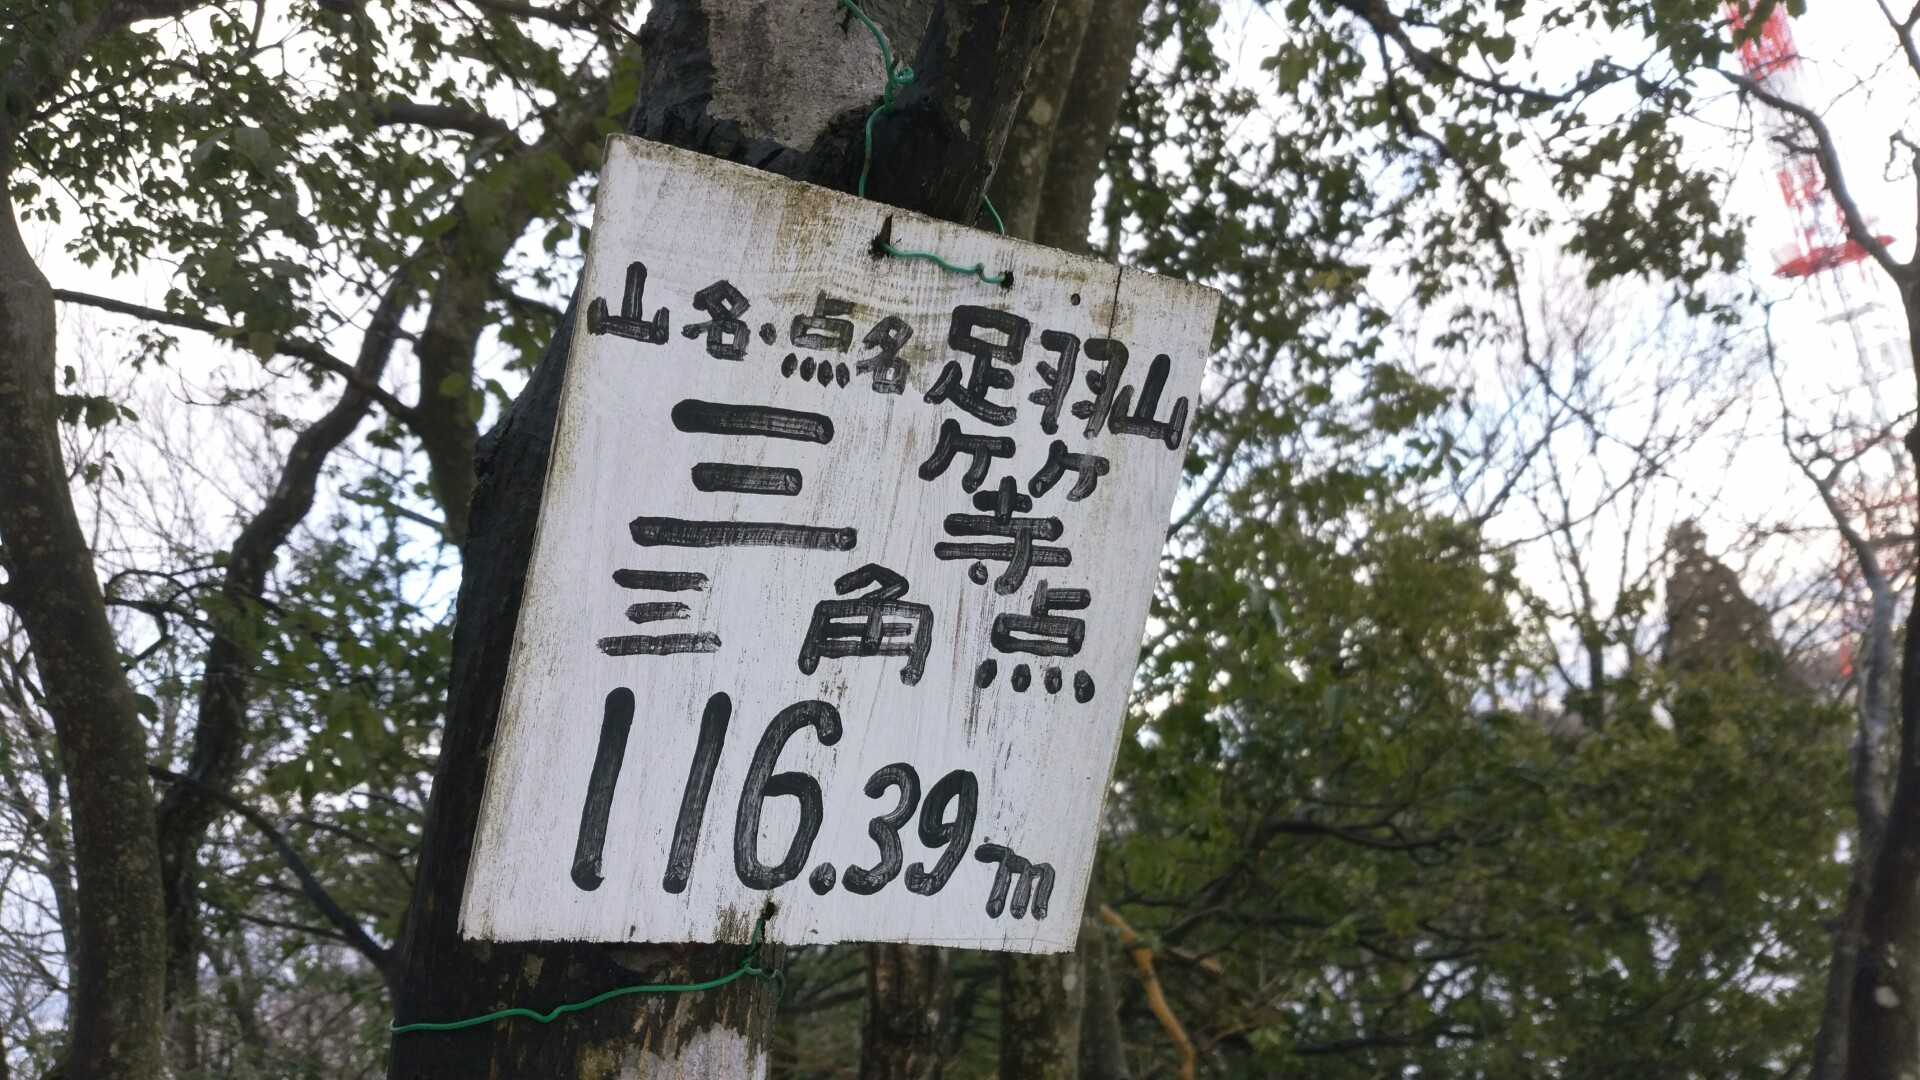 山名・点名 足羽山
三等
三角点
116.39m